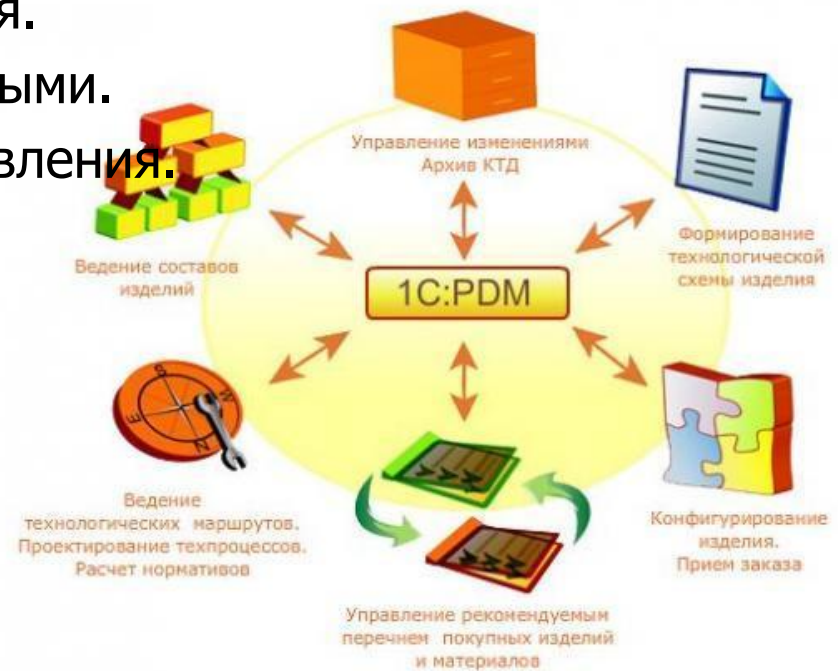 я.
ыми.
вления.
Управление изменениями
Архив КТД
Формирование
технологической
схемы изделия
Ведение составов
изделий
1С:PDM
S
W
E
N
Ведение
технологических маршрутов.
Проектирование техпроцессов.
Расчет нормативов
Конфигурирование
изделия.
Прием заказа
Управление рекомендуемым
перечнем покупных изделий
и материалов